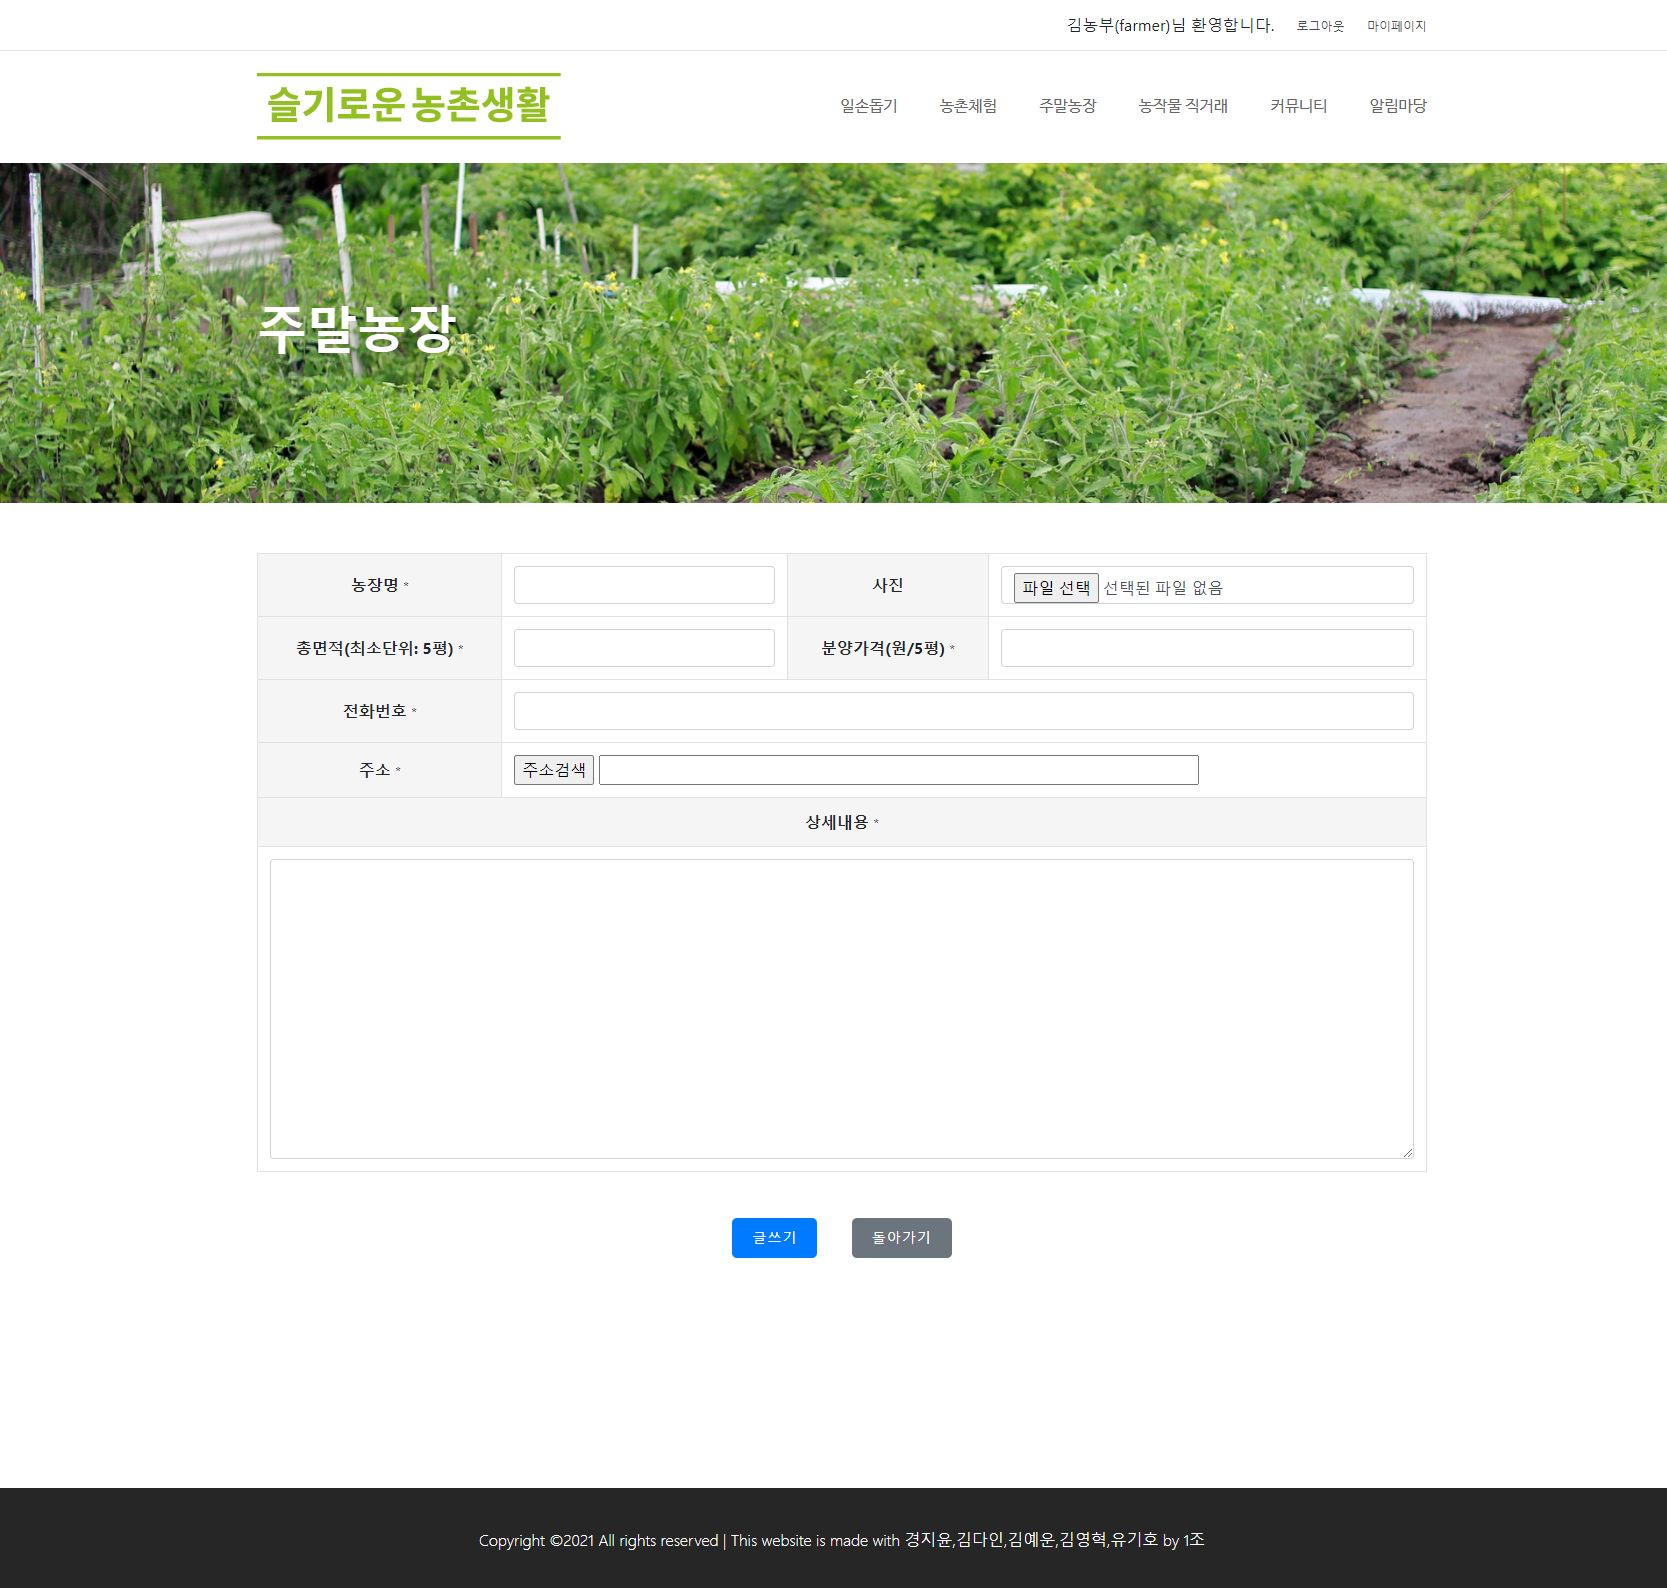 김농부(farmer)님 환영합니다. 로그아웃 마이페이지
슬기로운 농촌생활
일손돕기 농촌체험 주말농장 농작물 직거래 커뮤니티 알림마당
주말농장
농장명 * 사진 파일 선택 선택된 파일 없음
총면적(최소단위: 5평) * 분양가격(원/5평) *
전화번호 *
주소 * 주소검색
상세내용 *
글쓰기 돌아가기
Copyright ©2021 All rights reserved | This website is made with 경지윤,김다인,김예운,김영혁,유기호 by 1조